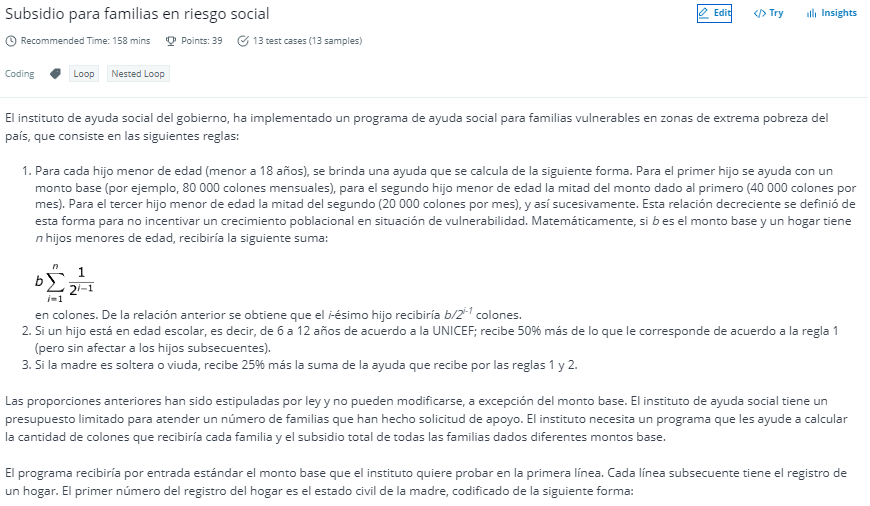 Subsidio para familias en riesgo social
Edit
Try
Insights
Recommended Time: 158 mins Points: 39 13 test cases (13 samples)
Coding Loop Nested Loop
El instituto de ayuda social del gobierno, ha implementado un programa de ayuda social para familias vulnerables en zonas de extrema pobreza del
país, que consiste en las siguientes reglas:
1. Para cada hijo menor de edad (menor a 18 años), se brinda una ayuda que se calcula de la siguiente forma. Para el primer hijo se ayuda con un
monto base (por ejemplo, 80 000 colones mensuales), para el segundo hijo menor de edad la mitad del monto dado al primero (40 000 colones por
mes). Para el tercer hijo menor de edad la mitad del segundo (20 000 colones por mes), y así sucesivamente. Esta relación decreciente se definió de
esta forma para no incentivar un crecimiento poblacional en situación de vulnerabilidad. Matemáticamente, si b es el monto base y un hogar tiene
n hijos menores de edad, recibiría la siguiente suma:
b∑_{i=1}^{n} 1/2^{i−1}
en colones. De la relación anterior se obtiene que el i-ésimo hijo recibiría b/2^{i-1} colones.
2. Si un hijo está en edad escolar, es decir, de 6 a 12 años de acuerdo a la UNICEF; recibe 50% más de lo que le corresponde de acuerdo a la regla 1
(pero sin afectar a los hijos subsecuentes).
3. Si la madre es soltera o viuda, recibe 25% más la suma de la ayuda que recibe por las reglas 1 y 2.
Las proporciones anteriores han sido estipuladas por ley y no pueden modificarse, a excepción del monto base. El instituto de ayuda social tiene un
presupuesto limitado para atender un número de familias que han hecho solicitud de apoyo. El instituto necesita un programa que les ayude a calcular
la cantidad de colones que recibiría cada familia y el subsidio total de todas las familias dados diferentes montos base.
El programa recibiría por entrada estándar el monto base que el instituto quiere probar en la primera línea. Cada línea subsecuente tiene el registro de
un hogar. El primer número del registro del hogar es el estado civil de la madre, codificado de la siguiente forma: